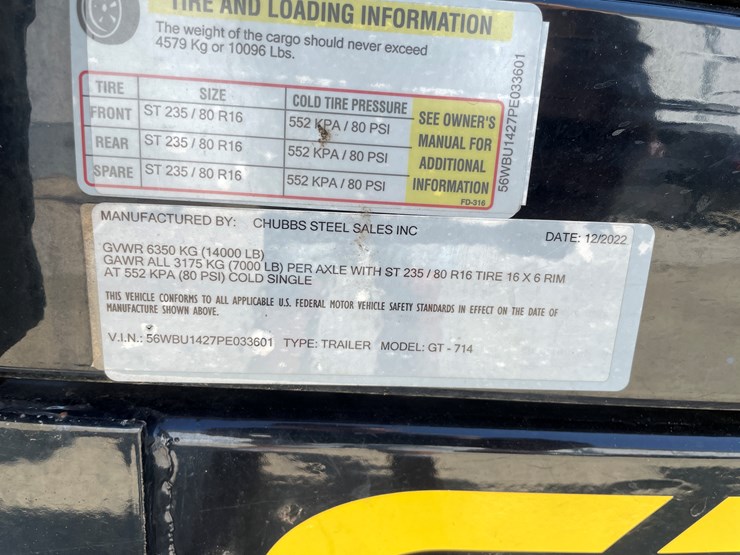 TIRE AND LOADING INFORMATION
The weight of the cargo should never exceed
4579 Kg or 10096 Lbs.
TIRE SIZE COLD TIRE PRESSURE SEE OWNER'S MANUAL FOR ADDITIONAL INFORMATION
FRONT ST 235 / 80 R16 552 KPA / 80 PSI
REAR ST 235 / 80 R16 552 KPA / 80 PSI
SPARE ST 235 / 80 R16 552 KPA / 80 PSI
FD-316
56WBU1427PE033601
MANUFACTURED BY: CHUBBS STEEL SALES INC DATE: 12/2022
GVWR 6350 KG (14000 LB)
GAWR ALL 3175 KG (7000 LB) PER AXLE WITH ST 235 / 80 R16 TIRE 16 X 6 RIM
AT 552 KPA (80 PSI) COLD SINGLE
THIS VEHICLE CONFORMS TO ALL APPLICABLE U.S. FEDERAL MOTOR VEHICLE SAFETY STANDARDS IN EFFECT ON THE DATE OF
MANUFACTURE SHOWN ABOVE.
V.I.N.: 56WBU1427PE033601 TYPE: TRAILER MODEL: GT - 714